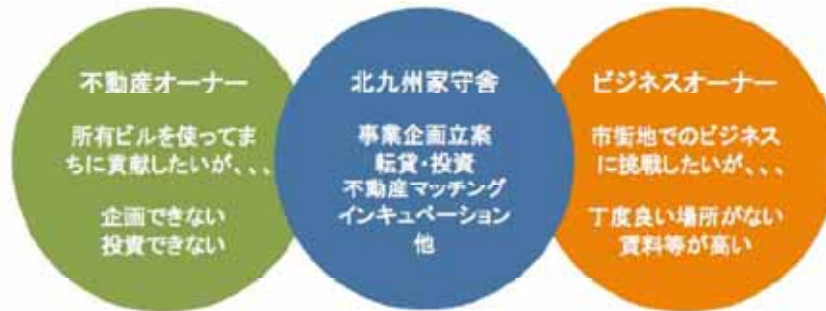 不動産オーナー
所有ビルを使ってま
ちに貢献したいが、、、
企画できない
投資できない
北九州家守舎
事業企画立案
転貸・投資
不動産マッチング
インキュベーション
他
ビジネスオーナー
市街地でのビジネス
に挑戦したいが、、、
丁度良い場所がない
賃料等が高い